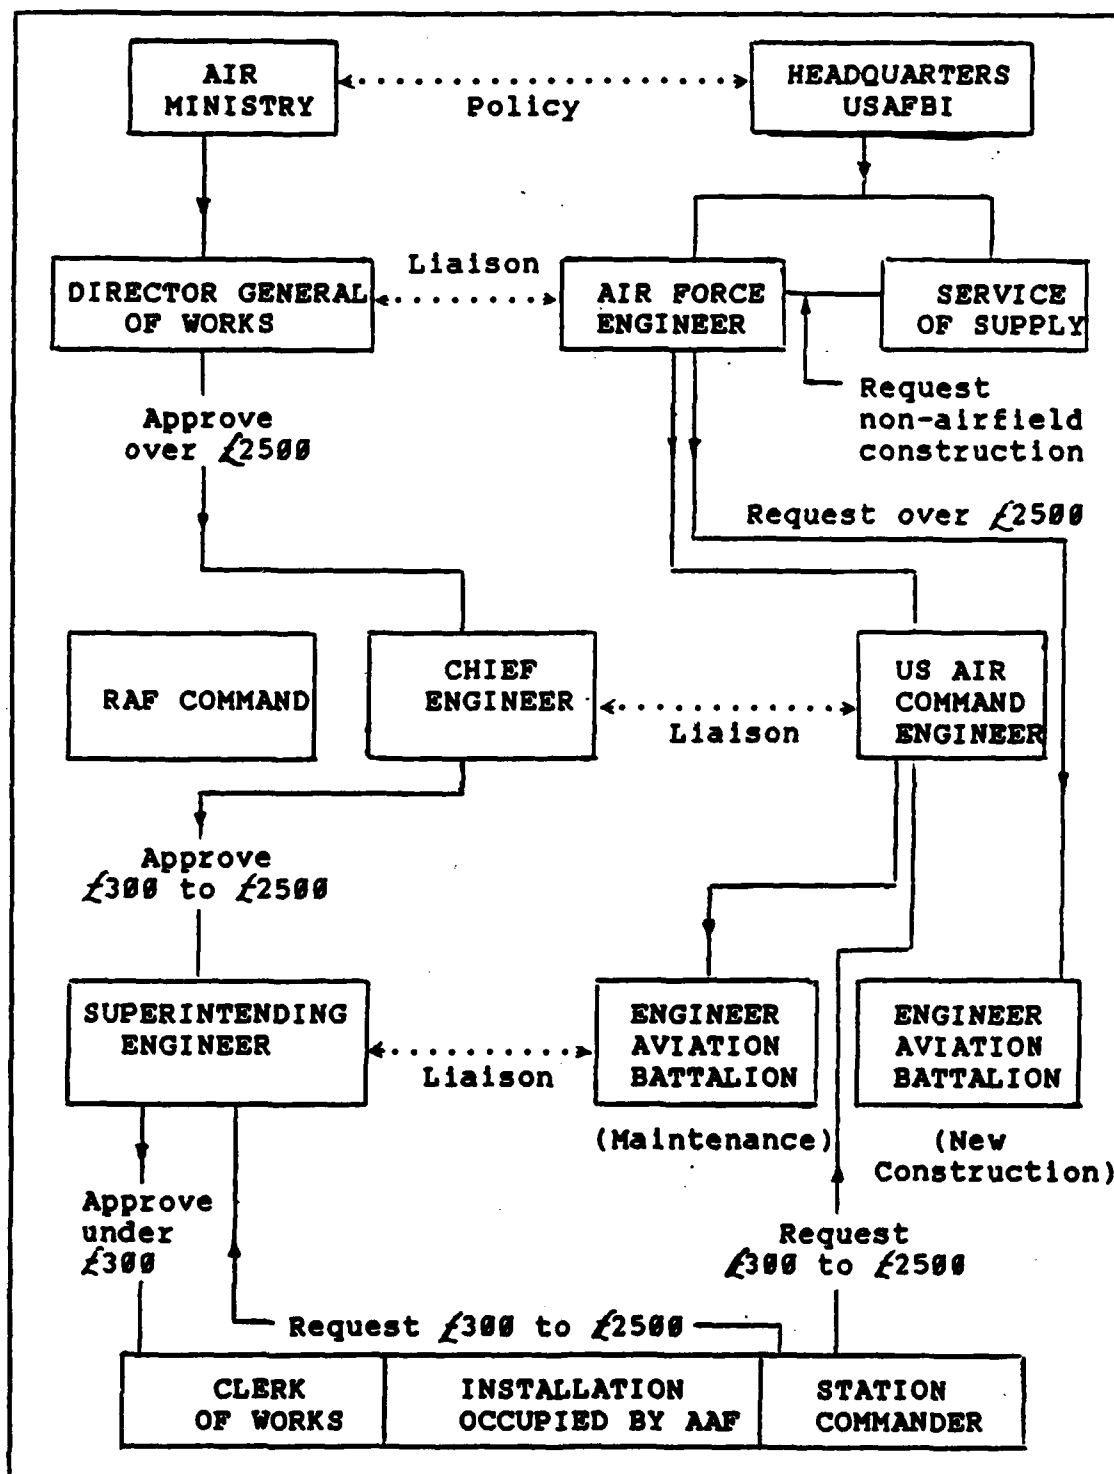 AIR
MINISTRY
Policy
HEADQUARTERS
USAFBI
DIRECTOR GENERAL
OF WORKS
Liaison
AIR FORCE
ENGINEER
SERVICE
OF SUPPLY
Request
non-airfield
construction
Approve
over £2500
Request over £2500
RAF COMMAND
CHIEF
ENGINEER
Liaison
US AIR
COMMAND
ENGINEER
Approve
£300 to £2500
SUPERINTENDING
ENGINEER
Liaison
ENGINEER
AVIATION
BATTALION
(Maintenance)
ENGINEER
AVIATION
BATTALION
(New
Construction)
Approve
under
£300
Request
£300 to £2500
Request £300 to £2500
CLERK
OF WORKS
INSTALLATION
OCCUPIED BY AAF
STATION
COMMANDER